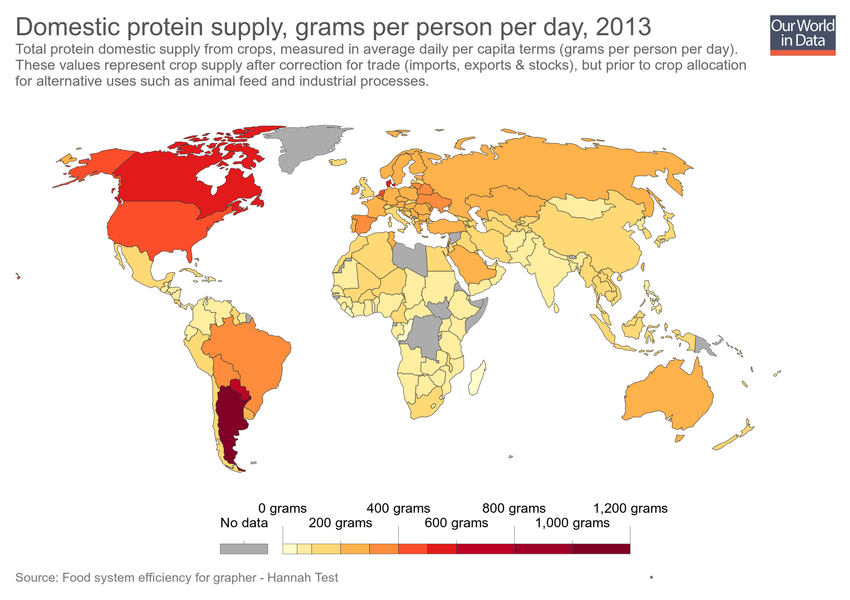 Domestic protein supply, grams per person per day, 2013
Our World
in Data
Total protein domestic supply from crops, measured in average daily per capita terms (grams per person per day).
These values represent crop supply after correction for trade (imports, exports & stocks), but prior to crop allocation
for alternative uses such as animal feed and industrial processes.
0 grams 400 grams 800 grams 1,200 grams
No data 200 grams 600 grams 1,000 grams
Source: Food system efficiency for grapher - Hannah Test
•